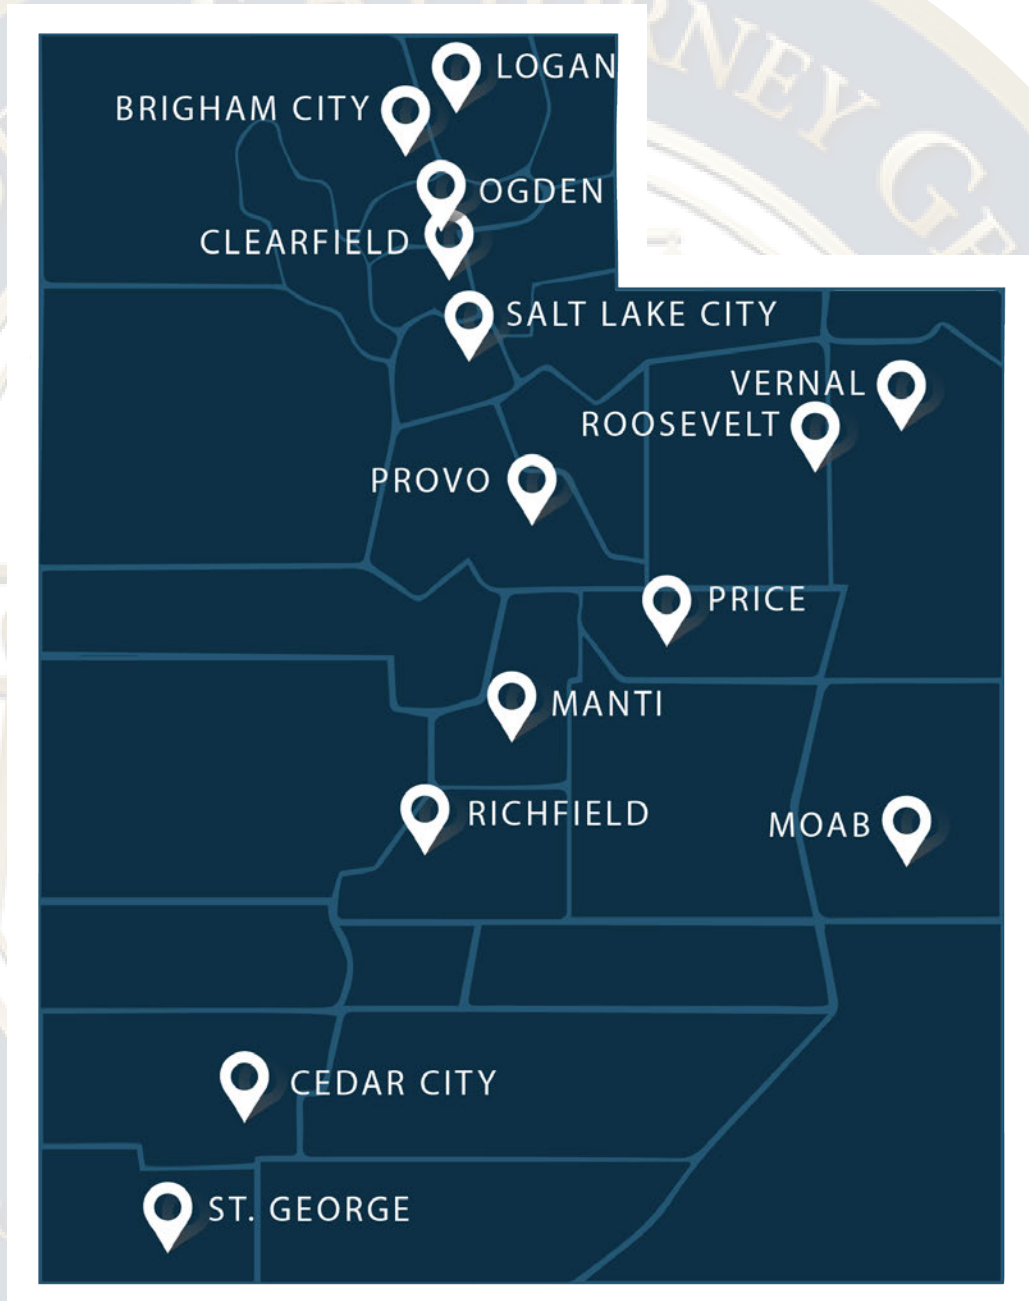 LOGAN
BRIGHAM CITY
OGDEN
CLEARFIELD
SALT LAKE CITY
VERNAL
ROOSEVELT
PROVO
PRICE
MANTI
RICHFIELD
MOAB
CEDAR CITY
ST. GEORGE